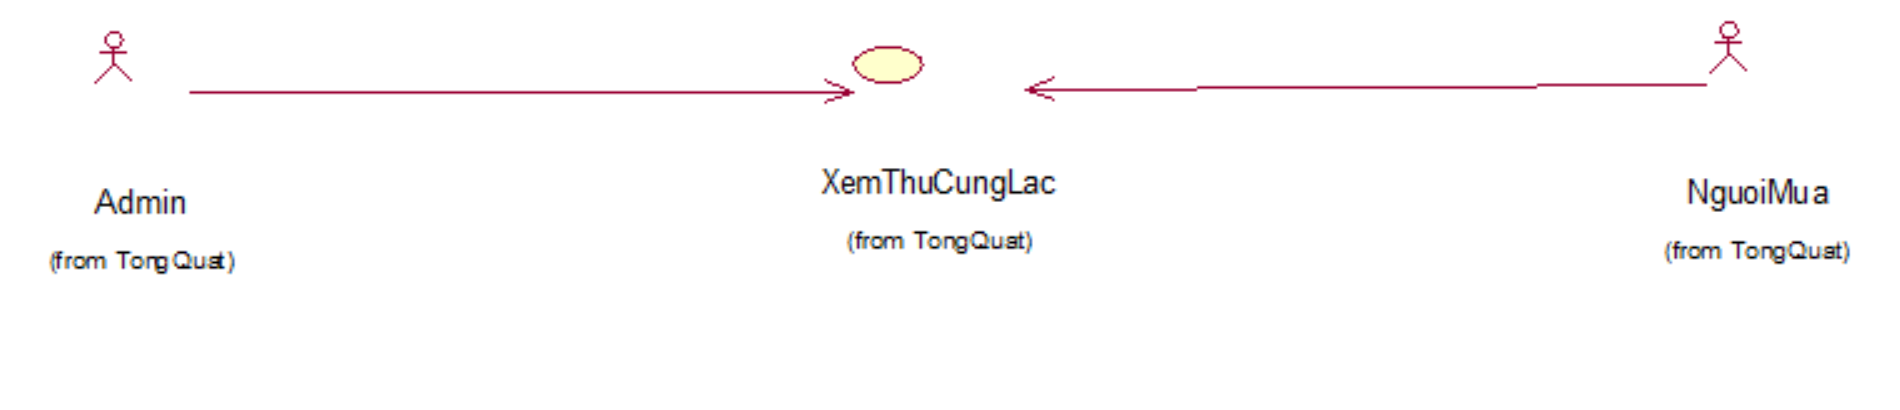 Admin
(from TongQuat)
XemThuCungLac
(from TongQuat)
NguoiMua
(from TongQuat)